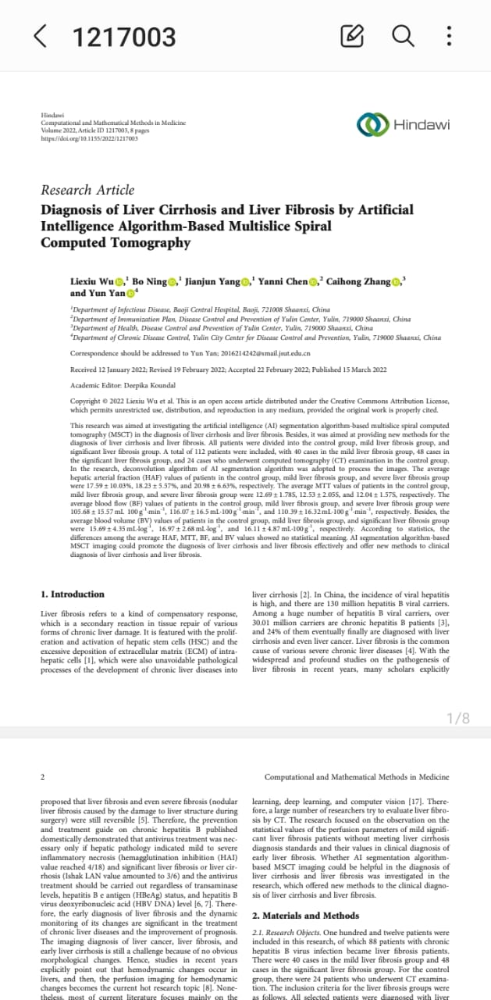 1217003
Hindawi
Computational and Mathematical Methods in Medicine
Volume 2022, Article ID 1217003, 8 pages
https://doi.org/10.1155/2022/1217003
Hindawi
Research Article
Diagnosis of Liver Cirrhosis and Liver Fibrosis by Artificial
Intelligence Algorithm-Based Multislice Spiral
Computed Tomography
Liexiu Wu,1 Bo Ning,1 Jianjun Yang,1 Yanni Chen,2 Caihong Zhang,3
and Yun Yan4
1Department of Infectious Disease, Baoji Central Hospital, Baoji, 721008 Shaanxi, China
2Department of Immunization Plan, Disease Control and Prevention of Yulin Center, Yulin, 719000 Shaanxi, China
3Department of Health, Disease Control and Prevention of Yulin Center, Yulin, 719000 Shaanxi, China
4Department of Chronic Disease Control, Yulin City Center for Disease Control and Prevention, Yulin, 719000 Shaanxi, China
Correspondence should be addressed to Yun Yan; 2016214242@smail.jsut.edu.cn
Received 12 January 2022; Revised 19 February 2022; Accepted 22 February 2022; Published 15 March 2022
Academic Editor: Deepika Koundal
Copyright © 2022 Liexiu Wu et al. This is an open access article distributed under the Creative Commons Attribution License,
which permits unrestricted use, distribution, and reproduction in any medium, provided the original work is properly cited.
This research was aimed at investigating the artificial intelligence (AI) segmentation algorithm-based multislice spiral computed
tomography (MSCT) in the diagnosis of liver cirrhosis and liver fibrosis. Besides, it was aimed at providing new methods for the
diagnosis of liver cirrhosis and liver fibrosis. All patients were divided into the control group, mild liver fibrosis group, and
significant liver fibrosis group. A total of 112 patients were included, with 40 cases in the mild liver fibrosis group, 48 cases in
the significant liver fibrosis group, and 24 cases who underwent computed tomography (CT) examination in the control group.
In the research, deconvolution algorithm of AI segmentation algorithm was adopted to process the images. The average
hepatic arterial fraction (HAF) values of patients in the control group, mild liver fibrosis group, and severe liver fibrosis group
were 17.59 ± 10.03%, 18.23 ± 5.57%, and 20.98 ± 6.63%, respectively. The average MTT values of patients in the control group,
mild liver fibrosis group, and severe liver fibrosis group were 12.69 ± 1.78S, 12.53 ± 2.05S, and 12.04 ± 1.57S, respectively. The
average blood flow (BF) values of patients in the control group, mild liver fibrosis group, and severe liver fibrosis group were
105.68 ± 15.57 mL·100 g-1·min-1, 116.07 ± 16.5 mL·100 g-1·min-1, and 110.39 ± 16.32 mL·100 g-1·min-1, respectively. Besides, the
average blood volume (BV) values of patients in the control group, mild liver fibrosis group, and significant liver fibrosis group
were 15.69 ± 4.35 mL·log-1, 16.97 ± 2.68 mL·log-1, and 16.11 ± 4.87 mL·100 g-1, respectively. According to statistics, the
differences among the average HAF, MTT, BF, and BV values showed no statistical meaning. AI segmentation algorithm-based
MSCT imaging could promote the diagnosis of liver cirrhosis and liver fibrosis effectively and offer new methods to clinical
diagnosis of liver cirrhosis and liver fibrosis.
1. Introduction
Liver fibrosis refers to a kind of compensatory response,
which is a secondary reaction in tissue repair of various
forms of chronic liver damage. It is featured with the prolif-
eration and activation of hepatic stem cells (HSC) and the
excessive deposition of extracellular matrix (ECM) of intra-
hepatic cells [1], which were also unavoidable pathological
processes of the development of chronic liver diseases into
liver cirrhosis [2]. In China, the incidence of viral hepatitis
is high, and there are 130 million hepatitis B viral carriers.
Among a huge number of hepatitis B viral carriers, over
30.01 million carriers are chronic hepatitis B patients [3],
and 24% of them eventually finally are diagnosed with liver
cirrhosis and even liver cancer. Liver fibrosis is the common
cause of various severe chronic liver diseases [4]. With the
widespread and profound studies on the pathogenesis of
liver fibrosis in recent years, many scholars explicitly
1/8
2
Computational and Mathematical Methods in Medicine
proposed that liver fibrosis and even severe fibrosis (nodular
liver fibrosis caused by the damage to liver structure during
surgery) were still reversible [5]. Therefore, the prevention
and treatment guide on chronic hepatitis B published
domestically demonstrated that antivirus treatment was nec-
essary only if hepatic pathology indicated mild to severe
inflammatory necrosis (hemagglutination inhibition (HAI)
value reached 4/18) and significant liver fibrosis or liver cir-
rhosis (Ishak LAN value amounted to 3/6) and the antivirus
treatment should be carried out regardless of transaminase
levels, hepatitis B e antigen (HBeAg) status, and hepatitis B
virus deoxyribonucleic acid (HBV DNA) level [6, 7]. There-
fore, the early diagnosis of liver fibrosis and the dynamic
monitoring of its changes are significant in the treatment
of chronic liver diseases and the improvement of prognosis.
The imaging diagnosis of liver cancer, liver fibrosis, and
early liver cirrhosis is still a challenge because of no obvious
morphological changes. Hence, studies in recent years
explicitly point out that hemodynamic changes occur in
livers, and then, the perfusion imaging for hemodynamic
changes becomes the current hot research topic [8]. None-
theless, most of current literature focuses mainly on the
learning, deep learning, and computer vision [17]. There-
fore, a large number of researchers try to evaluate liver fibro-
sis by CT. The research focused on the observation on the
statistical values of the perfusion parameters of mild signifi-
cant liver fibrosis patients without meeting liver cirrhosis
diagnosis standards and their values in clinical diagnosis of
early liver fibrosis. Whether AI segmentation algorithm-
based MSCT imaging could be helpful in the diagnosis of
liver cirrhosis and liver fibrosis was investigated in the
research, which offered new methods to the clinical diagno-
sis of liver cirrhosis and liver fibrosis.
2. Materials and Methods
2.1. Research Objects. One hundred and twelve patients were
included in this research, of which 88 patients with chronic
hepatitis B virus infection became liver fibrosis patients.
There were 40 cases in the mild liver fibrosis group and 48
cases in the significant liver fibrosis group. For the control
group, there were 24 patients who underwent CT examina-
tion. The inclusion criteria for the liver fibrosis groups were
as follows. All selected patients were diagnosed with liver